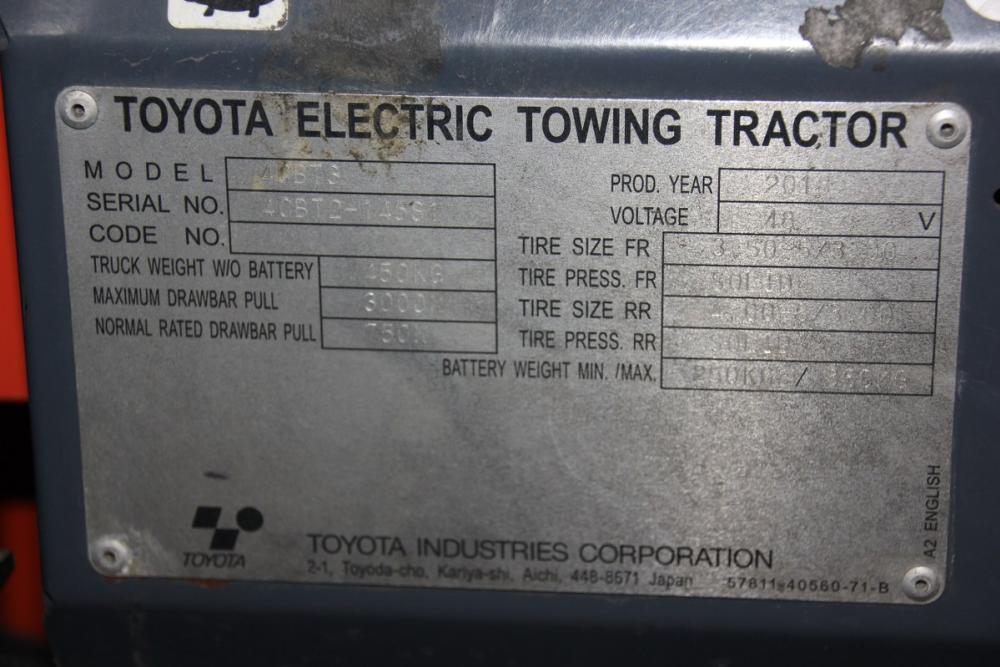 TOYOTA ELECTRIC TOWING TRACTOR
MODEL
SERIAL NO.
CODE NO.
TRUCK WEIGHT W/O BATTERY 450KG
MAXIMUM DRAWBAR PULL
NORMAL RATED DRAWBAR PULL
PROD. YEAR
VOLTAGE 48 V
TIRE SIZE FR
TIRE PRESS. FR
TIRE SIZE RR
TIRE PRESS. RR
BATTERY WEIGHT MIN. /MAX. /
TOYOTA
TOYOTA INDUSTRIES CORPORATION
2-1, Toyoda-cho, Kariya-shi, Aichi, 448-8671 Japan 57811-40560-71-B
A2 ENGLISH